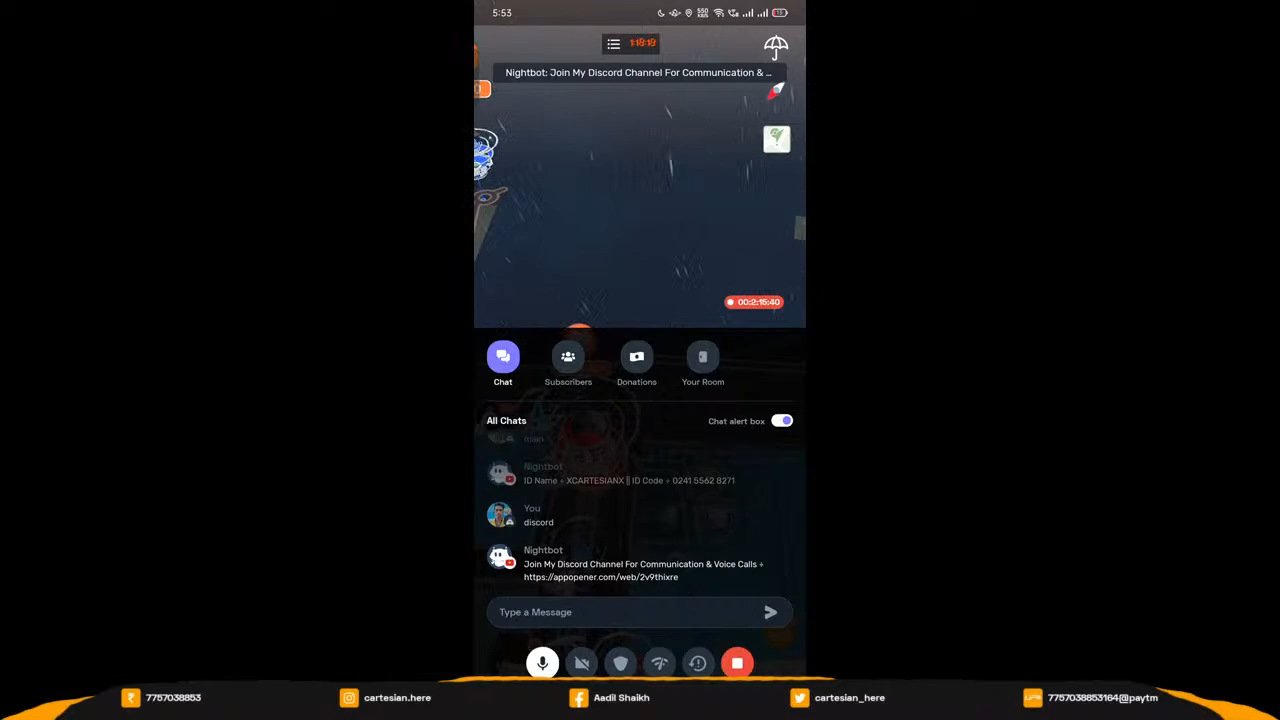 5:53
1:18:18
Nightbot: Join My Discord Channel For Communication & ...
00:2:15:40
Chat
Subscribers
Donations
Your Room
All Chats
Chat alert box
man
Nightbot
ID Name ÷ XCARTESIANX || ID Code ÷ 0241 5562 8271
You
discord
Nightbot
Join My Discord Channel For Communication & Voice Calls ÷
https://appopener.com/web/2v9thixre
Type a Message
7757038853
cartesian.here
Aadil Shaikh
cartesian_here
7757038853164@paytm